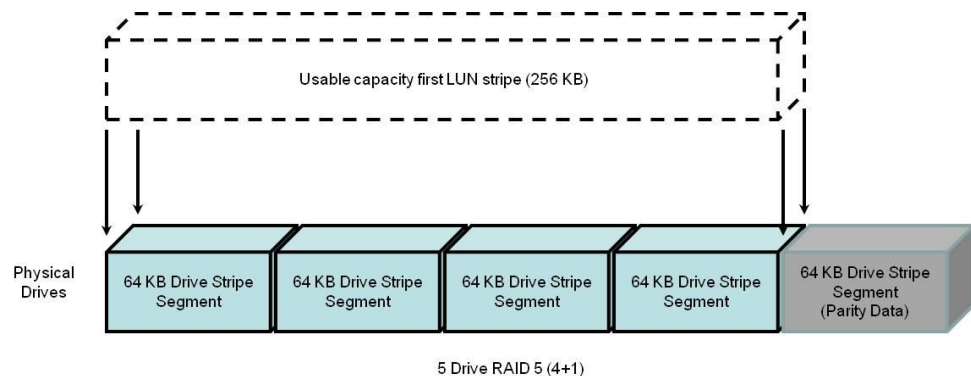 Usable capacity first LUN stripe (256 KB)
Physical
Drives
64 KB Drive Stripe
Segment
64 KB Drive Stripe
Segment
64 KB Drive Stripe
Segment
64 KB Drive Stripe
Segment
64 KB Drive Stripe
Segment
(Parity Data)
5 Drive RAID 5 (4+1)